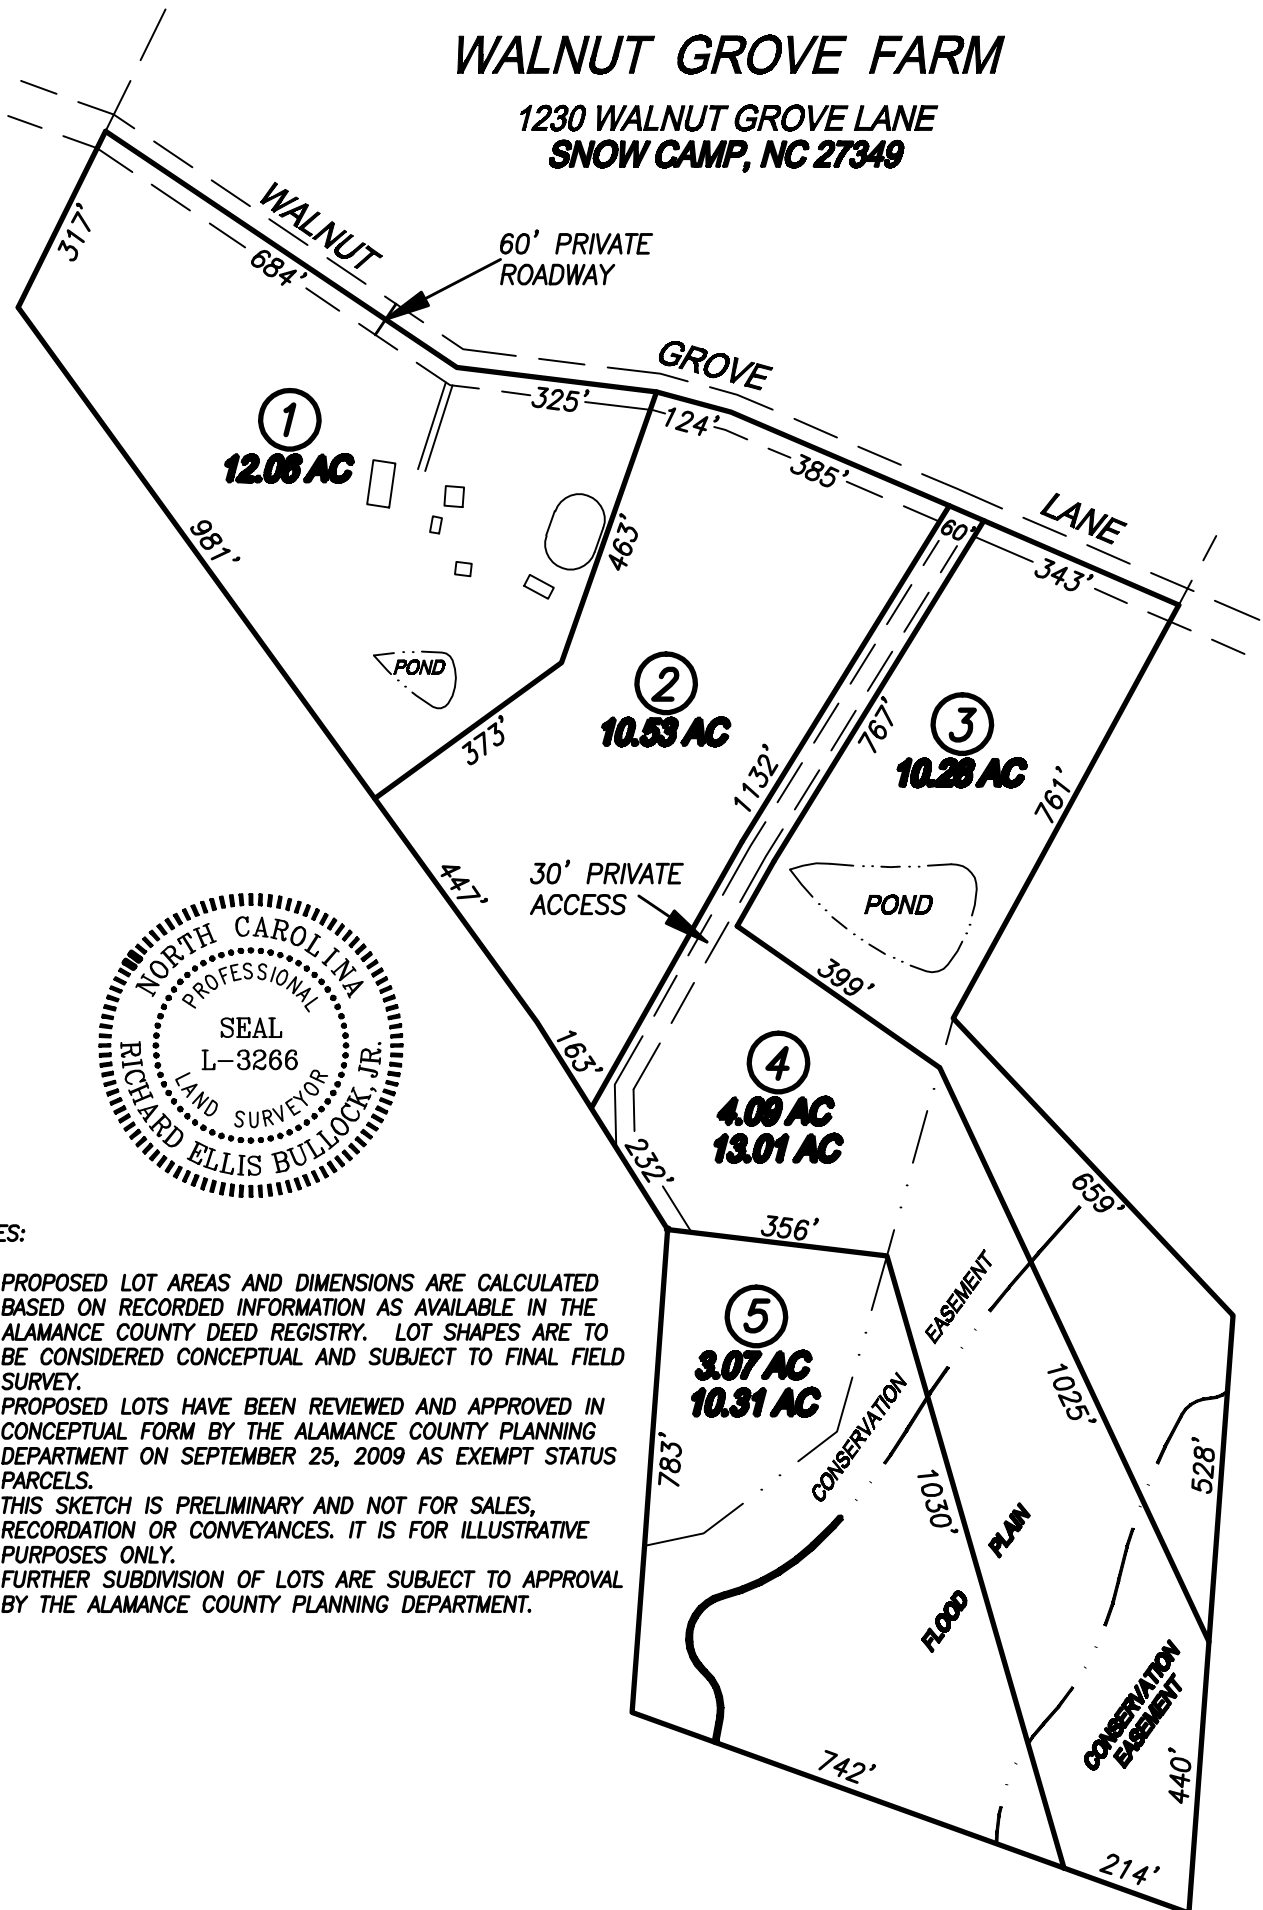 WALNUT GROVE FARM
1230 WALNUT GROVE LANE
SNOW CAMP, NC 27349
WALNUT
GROVE
LANE
60' PRIVATE
ROADWAY
317'
684'
325'
124'
385'
60'
343'
1
12.06 AC
981'
463'
POND
373'
2
10.53 AC
767'
3
10.28 AC
1132'
761'
447'
30' PRIVATE
ACCESS
POND
399'
163'
4
4.09 AC
13.01 AC
232'
356'
659'
NORTH CAROLINA
PROFESSIONAL
SEAL
L-3266
LAND SURVEYOR
RICHARD ELLIS BULLOCK, JR.
ES:
PROPOSED LOT AREAS AND DIMENSIONS ARE CALCULATED
BASED ON RECORDED INFORMATION AS AVAILABLE IN THE
ALAMANCE COUNTY DEED REGISTRY. LOT SHAPES ARE TO
BE CONSIDERED CONCEPTUAL AND SUBJECT TO FINAL FIELD
SURVEY.
PROPOSED LOTS HAVE BEEN REVIEWED AND APPROVED IN
CONCEPTUAL FORM BY THE ALAMANCE COUNTY PLANNING
DEPARTMENT ON SEPTEMBER 25, 2009 AS EXEMPT STATUS
PARCELS.
THIS SKETCH IS PRELIMINARY AND NOT FOR SALES,
RECORDATION OR CONVEYANCES. IT IS FOR ILLUSTRATIVE
PURPOSES ONLY.
FURTHER SUBDIVISION OF LOTS ARE SUBJECT TO APPROVAL
BY THE ALAMANCE COUNTY PLANNING DEPARTMENT.
5
3.07 AC
10.31 AC
CONSERVATION EASEMENT
783'
1025'
1030'
528'
FLOOD PLAIN
CONSERVATION
EASEMENT
742'
440'
214'